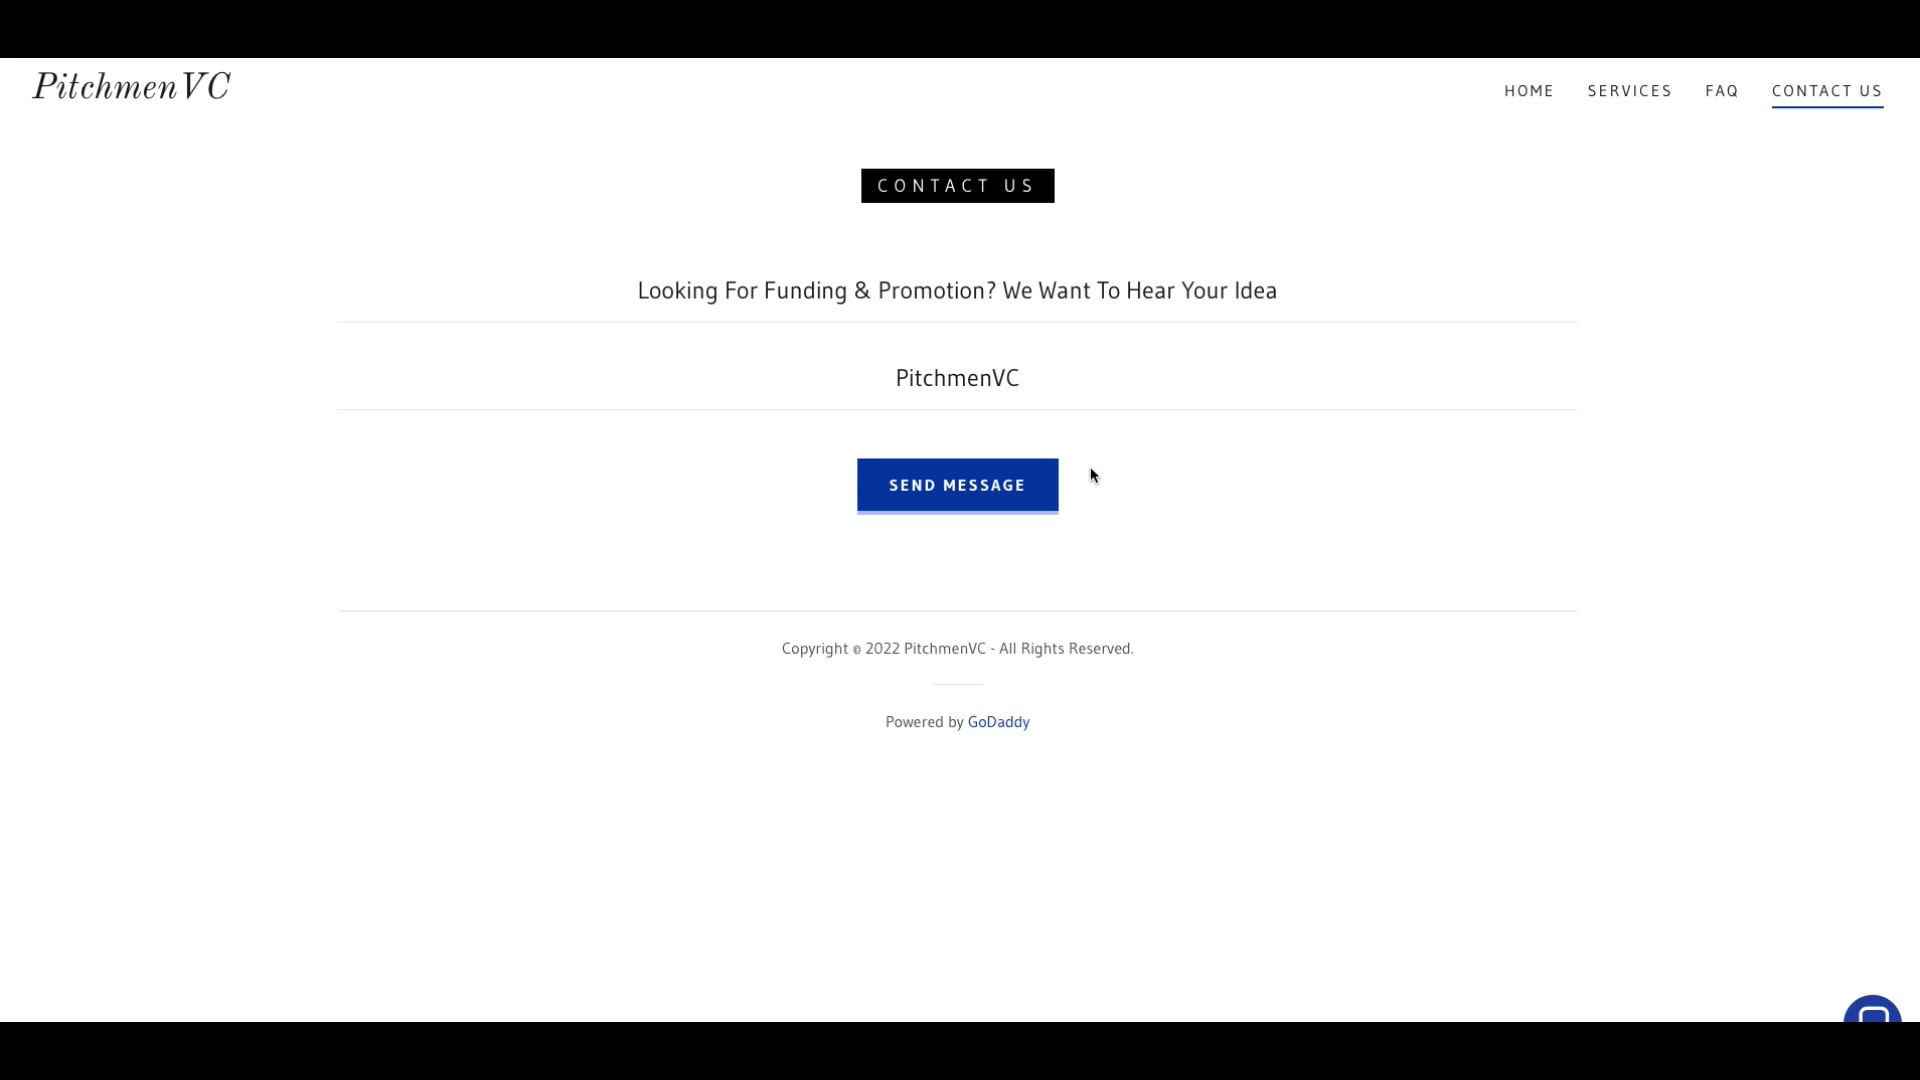 PitchmenVC
HOME SERVICES FAQ CONTACT US
CONTACT US
Looking For Funding & Promotion? We Want To Hear Your Idea
PitchmenVC
SEND MESSAGE
Copyright © 2022 PitchmenVC - All Rights Reserved.
Powered by GoDaddy